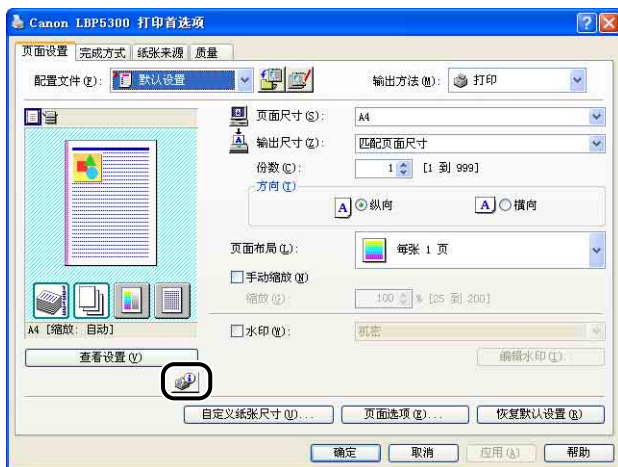 Canon LBP5300 打印首选项
页面设置 完成方式 纸张来源 质量
配置文件(F): 默认设置 输出方法(M): 打印
页面尺寸(S): A4
输出尺寸(Z): 匹配页面尺寸
份数(C): 1 [1 到 999]
方向(I)
A 纵向 A 横向
页面布局(L): 每张 1 页
手动缩放(N)
缩放(G): 100 % [25 到 200]
A4 [缩放: 自动]
水印(W): 机密
查看设置(V) 编辑水印(I)...
自定义纸张尺寸(U)... 页面选项(E)... 恢复默认设置(R)
确定 取消 应用(A) 帮助